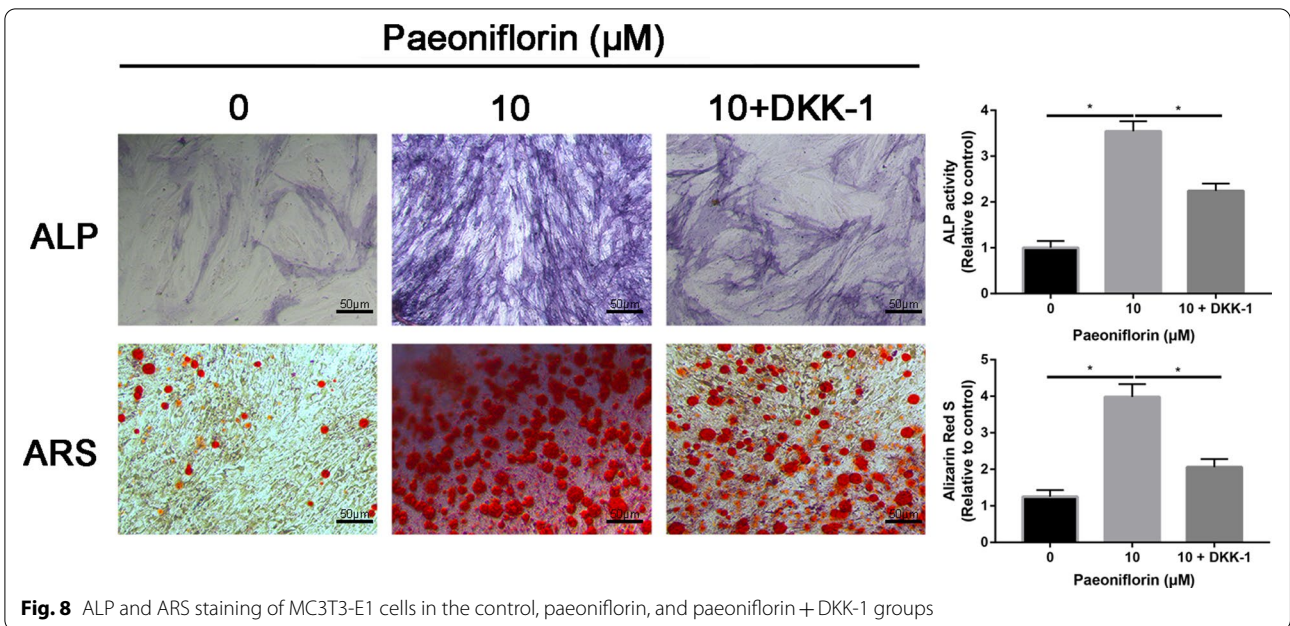 Paeoniflorin (µM)
0 10 10+DKK-1
ALP
50µm 50µm 50µm
ARS
50µm 50µm 50µm
4
3
2
1
0
ALP activity
(Relative to control)
* *
0 10 10 + DKK-1
Paeoniflorin (µM)
5
4
3
2
1
0
Alizarin Red S
(Relative to control)
* *
0 10 10 + DKK-1
Paeoniflorin (µM)
Fig. 8 ALP and ARS staining of MC3T3-E1 cells in the control, paeoniflorin, and paeoniflorin + DKK-1 groups